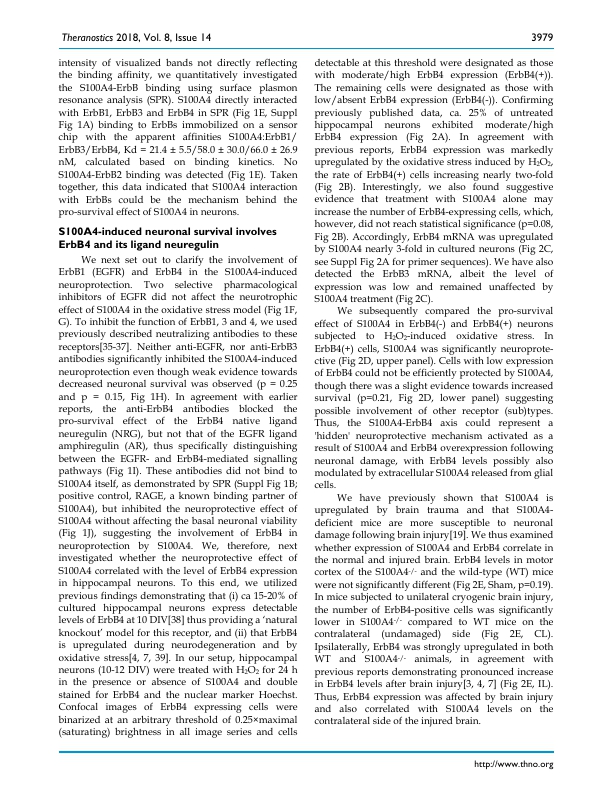 Theranostics 2018, Vol. 8, Issue 14
3979
intensity of visualized bands not directly reflecting
the binding affinity, we quantitatively investigated
the S100A4-ErbB binding using surface plasmon
resonance analysis (SPR). S100A4 directly interacted
with ErbB1, ErbB3 and ErbB4 in SPR (Fig 1E, Suppl
Fig 1A) binding to ErbBs immobilized on a sensor
chip with the apparent affinities S100A4:ErbB1/
ErbB3/ErbB4, Kd = 21.4 ± 5.5/58.0 ± 30.0/66.0 ± 26.9
nM, calculated based on binding kinetics. No
S100A4-ErbB2 binding was detected (Fig 1E). Taken
together, this data indicated that S100A4 interaction
with ErbBs could be the mechanism behind the
pro-survival effect of S100A4 in neurons.
S100A4-induced neuronal survival involves
ErbB4 and its ligand neuregulin
We next set out to clarify the involvement of
ErbB1 (EGFR) and ErbB4 in the S100A4-induced
neuroprotection. Two selective pharmacological
inhibitors of EGFR did not affect the neurotrophic
effect of S100A4 in the oxidative stress model (Fig 1F,
G). To inhibit the function of ErbB1, 3 and 4, we used
previously described neutralizing antibodies to these
receptors[35-37]. Neither anti-EGFR, nor anti-ErbB3
antibodies significantly inhibited the S100A4-induced
neuroprotection even though weak evidence towards
decreased neuronal survival was observed (p = 0.25
and p = 0.15, Fig 1H). In agreement with earlier
reports, the anti-ErbB4 antibodies blocked the
pro-survival effect of the ErbB4 native ligand
neuregulin (NRG), but not that of the EGFR ligand
amphiregulin (AR), thus specifically distinguishing
between the EGFR- and ErbB4-mediated signalling
pathways (Fig 1I). These antibodies did not bind to
S100A4 itself, as demonstrated by SPR (Suppl Fig 1B;
positive control, RAGE, a known binding partner of
S100A4), but inhibited the neuroprotective effect of
S100A4 without affecting the basal neuronal viability
(Fig 1J), suggesting the involvement of ErbB4 in
neuroprotection by S100A4. We, therefore, next
investigated whether the neuroprotective effect of
S100A4 correlated with the level of ErbB4 expression
in hippocampal neurons. To this end, we utilized
previous findings demonstrating that (i) ca 15-20% of
cultured hippocampal neurons express detectable
levels of ErbB4 at 10 DIV[38] thus providing a ‘natural
knockout’ model for this receptor, and (ii) that ErbB4
is upregulated during neurodegeneration and by
oxidative stress[4, 7, 39]. In our setup, hippocampal
neurons (10-12 DIV) were treated with H₂O₂ for 24 h
in the presence or absence of S100A4 and double
stained for ErbB4 and the nuclear marker Hoechst.
Confocal images of ErbB4 expressing cells were
binarized at an arbitrary threshold of 0.25×maximal
(saturating) brightness in all image series and cells
detectable at this threshold were designated as those
with moderate/high ErbB4 expression (ErbB4(+)).
The remaining cells were designated as those with
low/absent ErbB4 expression (ErbB4(-)). Confirming
previously published data, ca. 25% of untreated
hippocampal neurons exhibited moderate/high
ErbB4 expression (Fig 2A). In agreement with
previous reports, ErbB4 expression was markedly
upregulated by the oxidative stress induced by H₂O₂,
the rate of ErbB4(+) cells increasing nearly two-fold
(Fig 2B). Interestingly, we also found suggestive
evidence that treatment with S100A4 alone may
increase the number of ErbB4-expressing cells, which,
however, did not reach statistical significance (p=0.08,
Fig 2B). Accordingly, ErbB4 mRNA was upregulated
by S100A4 nearly 3-fold in cultured neurons (Fig 2C,
see Suppl Fig 2A for primer sequences). We have also
detected the ErbB3 mRNA, albeit the level of
expression was low and remained unaffected by
S100A4 treatment (Fig 2C).
We subsequently compared the pro-survival
effect of S100A4 in ErbB4(-) and ErbB4(+) neurons
subjected to H₂O₂-induced oxidative stress. In
ErbB4(+) cells, S100A4 was significantly neuroprote-
ctive (Fig 2D, upper panel). Cells with low expression
of ErbB4 could not be efficiently protected by S100A4,
though there was a slight evidence towards increased
survival (p=0.21, Fig 2D, lower panel) suggesting
possible involvement of other receptor (sub)types.
Thus, the S100A4-ErbB4 axis could represent a
'hidden' neuroprotective mechanism activated as a
result of S100A4 and ErbB4 overexpression following
neuronal damage, with ErbB4 levels possibly also
modulated by extracellular S100A4 released from glial
cells.
We have previously shown that S100A4 is
upregulated by brain trauma and that S100A4-
deficient mice are more susceptible to neuronal
damage following brain injury[19]. We thus examined
whether expression of S100A4 and ErbB4 correlate in
the normal and injured brain. ErbB4 levels in motor
cortex of the S100A4⁻/⁻ and the wild-type (WT) mice
were not significantly different (Fig 2E, Sham, p=0.19).
In mice subjected to unilateral cryogenic brain injury,
the number of ErbB4-positive cells was significantly
lower in S100A4⁻/⁻ compared to WT mice on the
contralateral (undamaged) side (Fig 2E, CL).
Ipsilaterally, ErbB4 was strongly upregulated in both
WT and S100A4⁻/⁻ animals, in agreement with
previous reports demonstrating pronounced increase
in ErbB4 levels after brain injury[3, 4, 7] (Fig 2E, IL).
Thus, ErbB4 expression was affected by brain injury
and also correlated with S100A4 levels on the
contralateral side of the injured brain.
http://www.thno.org